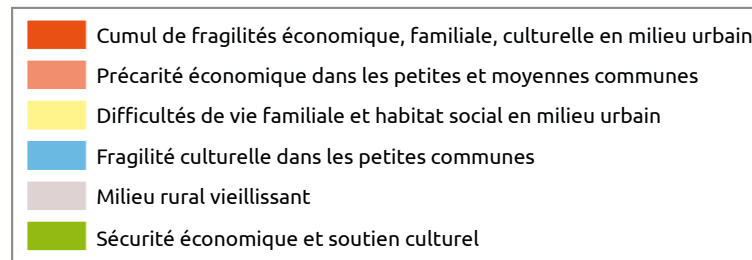 Cumul de fragilités économique, familiale, culturelle en milieu urbain
Précarité économique dans les petites et moyennes communes
Difficultés de vie familiale et habitat social en milieu urbain
Fragilité culturelle dans les petites communes
Milieu rural vieillissant
Sécurité économique et soutien culturel